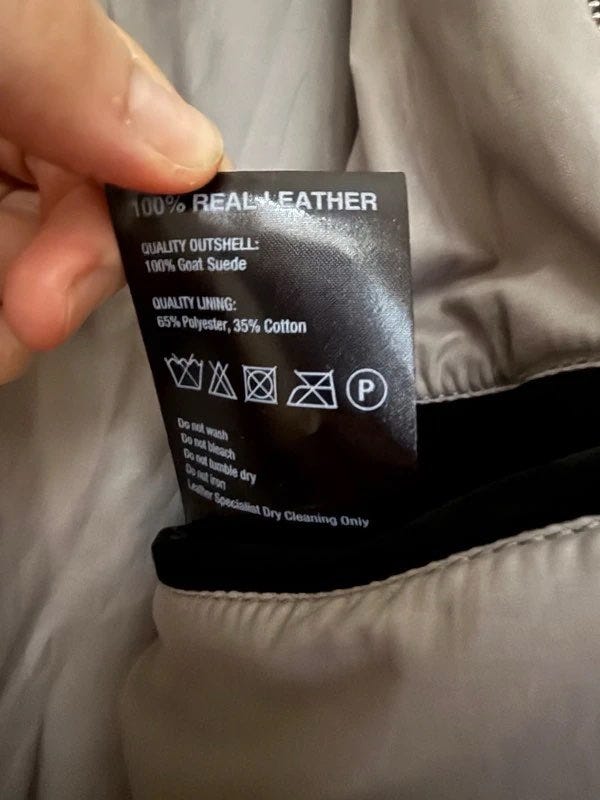 100% REAL LEATHER
QUALITY OUTSHELL:
100% Goat Suede
QUALITY LINING:
65% Polyester, 35% Cotton
P
Do not wash
Do not bleach
Do not tumble dry
Do not iron
Leather Specialist Dry Cleaning Only